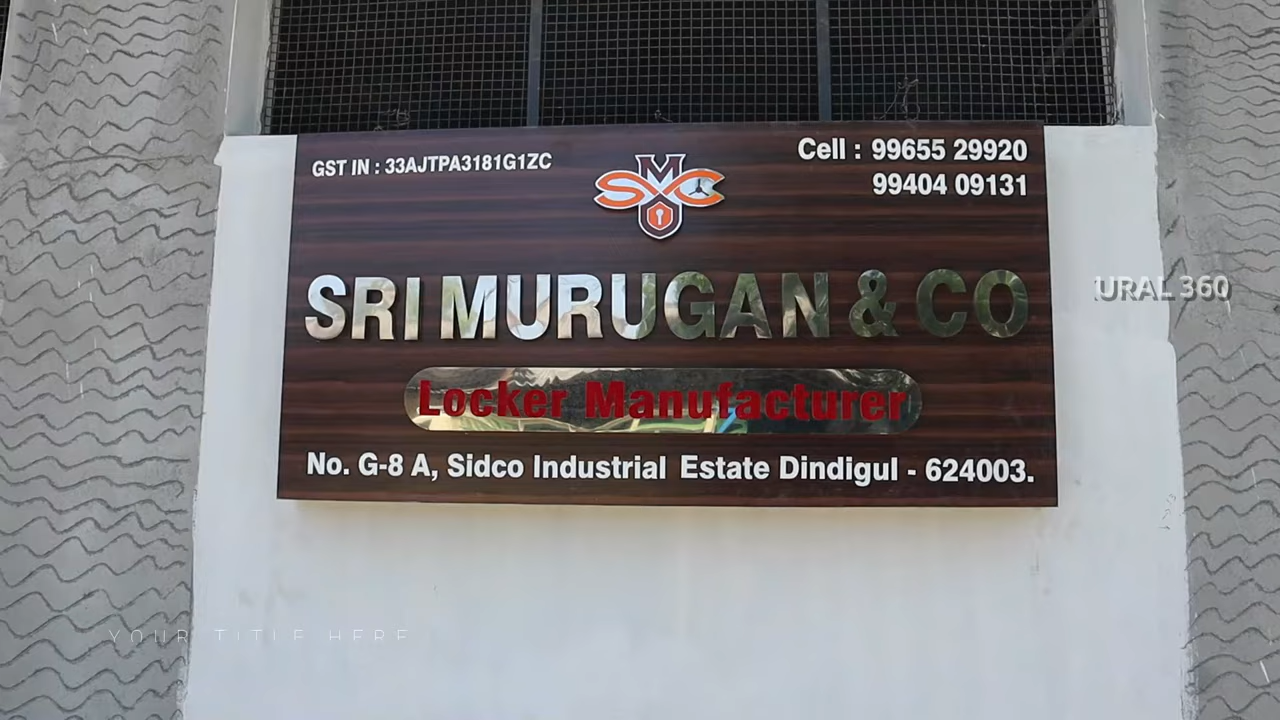 GST IN : 33AJTPA3181G1ZC
Cell : 99655 29920
99404 09131
SMC
SRI MURUGAN & CO
Locker Manufacturer
No. G-8 A, Sidco Industrial Estate Dindigul - 624003.
URAL 360
YOUR TITLE HERE